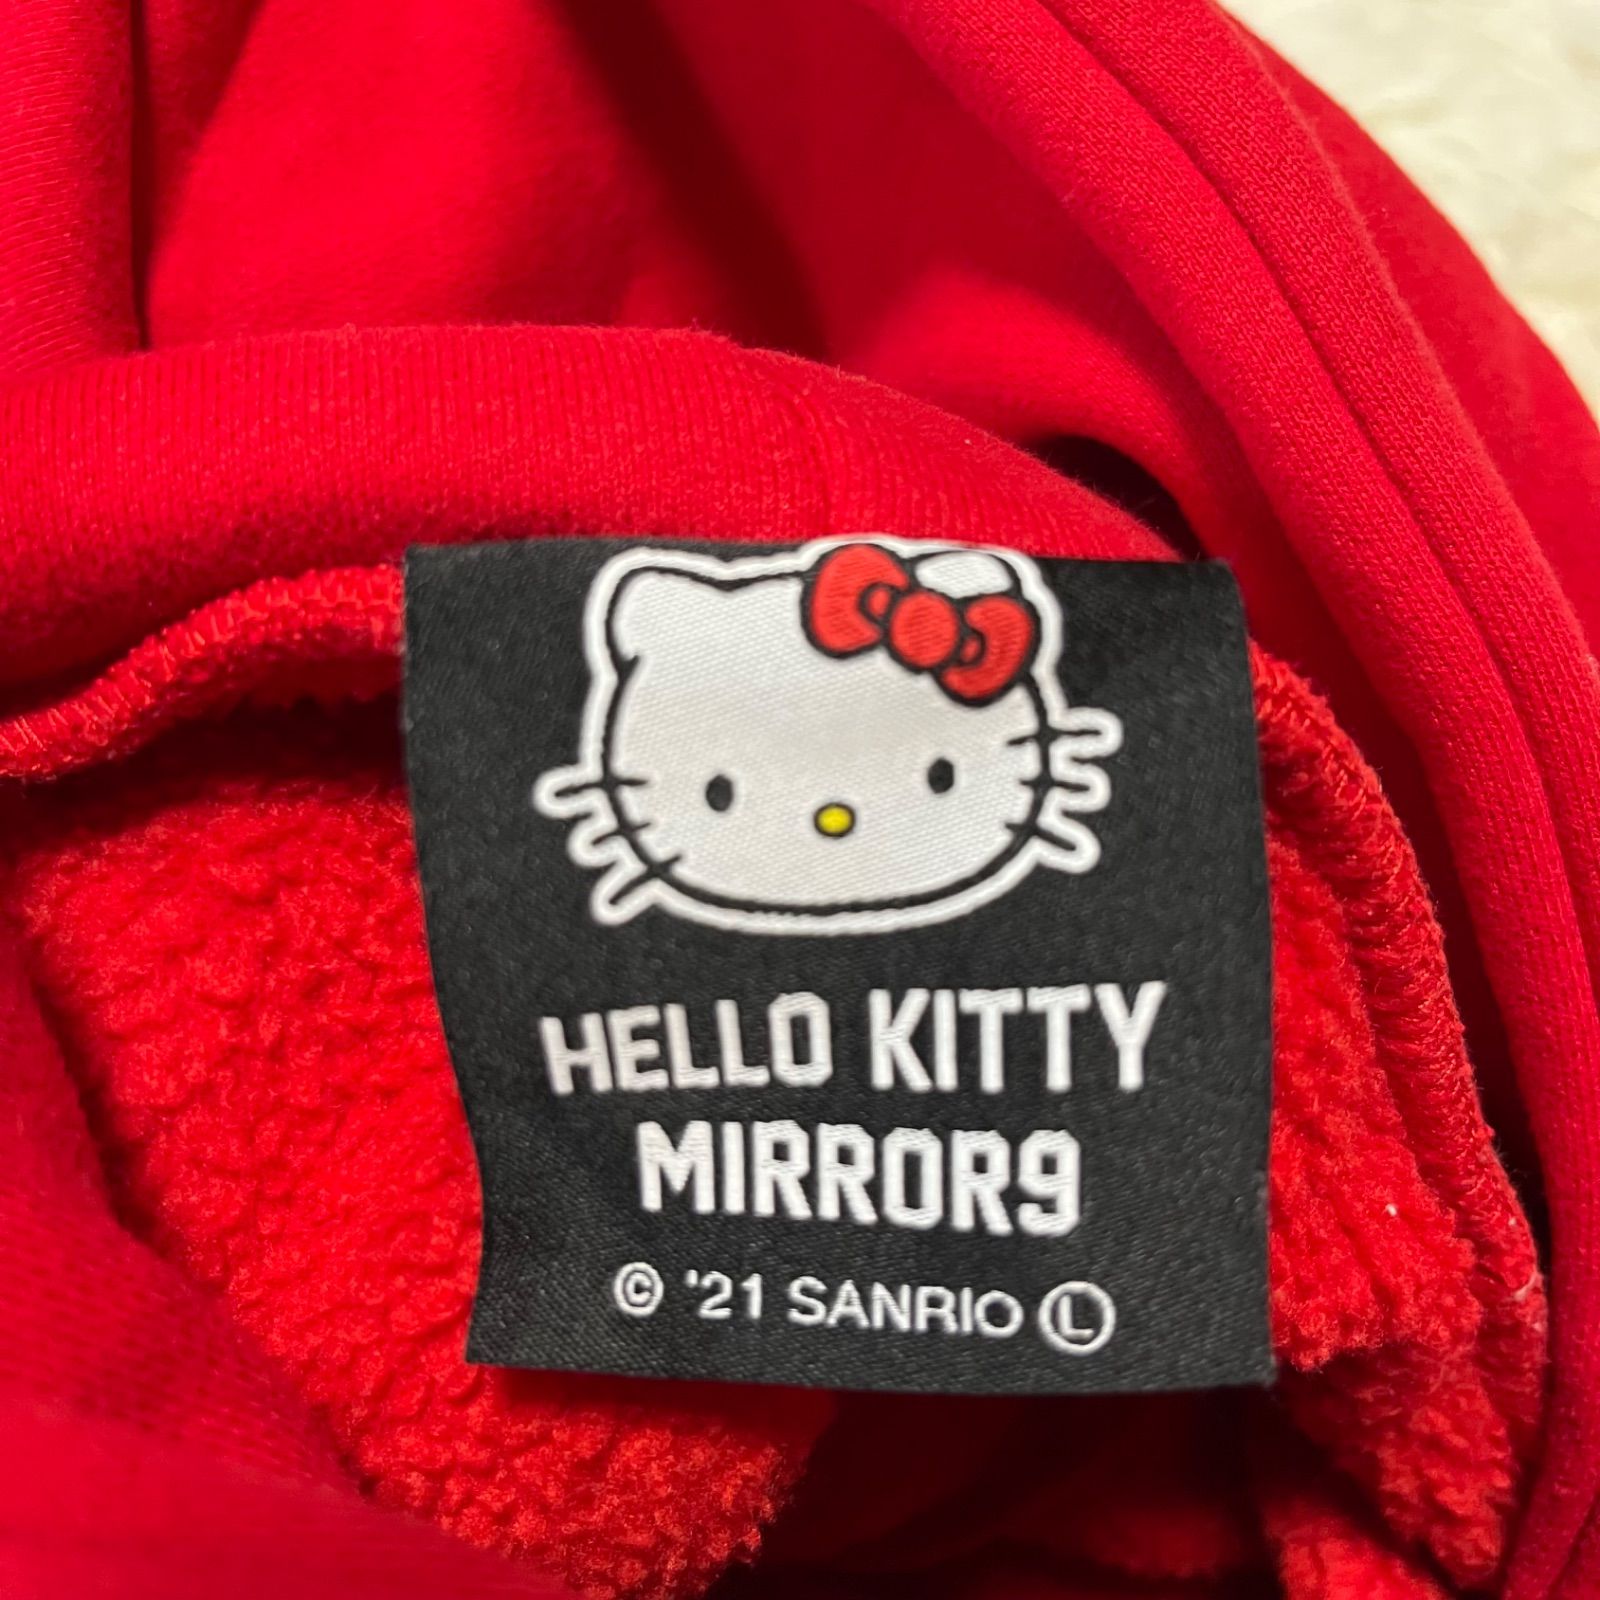 HELLO KITTY
MIRROR9
© '21 SANRIO Ⓛ